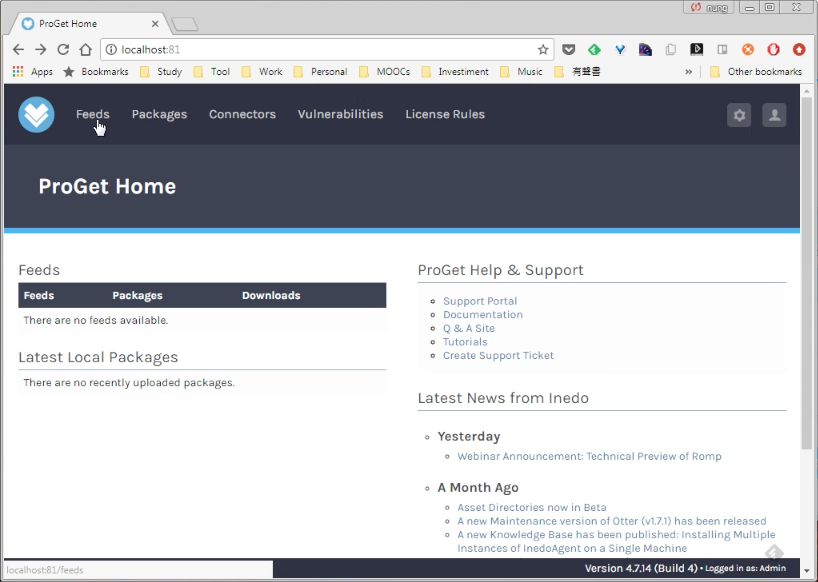 nung
ProGet Home
localhost:81
Apps Bookmarks Study Tool Work Personal MOOCs Investiment Music 有聲書 » Other bookmarks
Feeds Packages Connectors Vulnerabilities License Rules
ProGet Home
Feeds
Feeds Packages Downloads
There are no feeds available.
Latest Local Packages
There are no recently uploaded packages.
ProGet Help & Support
Support Portal
Documentation
Q & A Site
Tutorials
Create Support Ticket
Latest News from Inedo
Yesterday
Webinar Announcement: Technical Preview of Romp
A Month Ago
Asset Directories now in Beta
A new Maintenance version of Otter (v1.7.1) has been released
A new Knowledge Base has been published: Installing Multiple
Instances of InedoAgent on a Single Machine
localhost:81/feeds
Version 4.7.14 (Build 4) • Logged in as: Admin